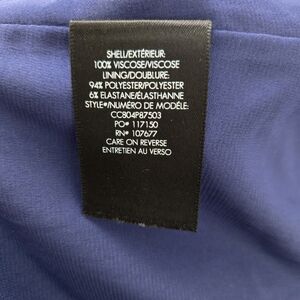 SHELL/EXTÉRIEUR:
100% VISCOSE/VISCOSE
LINING/DOUBLURE:
94% POLYESTER/POLYESTER
6% ELASTANE/ÉLASTHANNE
STYLE#/NUMÉRO DE MODÈLE:
CC804P87503
PO# 117150
RN# 107677
CARE ON REVERSE
ENTRETIEN AU VERSO